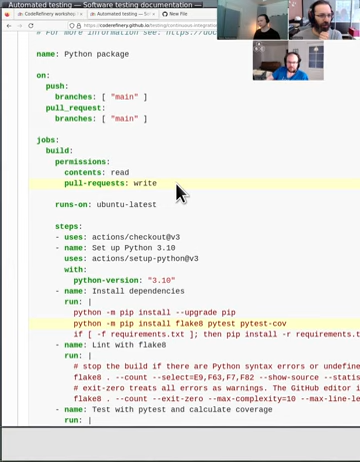 Automated testing — Software testing documentation —
CodeRefinery workshop
Automated testing — So
New File
https://coderefinery.github.io/testing/continuous-integration
# For more information see: https://doc
name: Python package
on:
  push:
    branches: [ "main" ]
  pull_request:
    branches: [ "main" ]
jobs:
  build:
    permissions:
      contents: read
      pull-requests: write
    runs-on: ubuntu-latest
    steps:
    - uses: actions/checkout@v3
    - name: Set up Python 3.10
      uses: actions/setup-python@v3
      with:
        python-version: "3.10"
    - name: Install dependencies
      run: |
        python -m pip install --upgrade pip
        python -m pip install flake8 pytest pytest-cov
        if [ -f requirements.txt ]; then pip install -r requirements.t
    - name: Lint with flake8
      run: |
        # stop the build if there are Python syntax errors or undefine
        flake8 . --count --select=E9,F63,F7,F82 --show-source --statis
        # exit-zero treats all errors as warnings. The GitHub editor i
        flake8 . --count --exit-zero --max-complexity=10 --max-line-le
    - name: Test with pytest and calculate coverage
      run: |